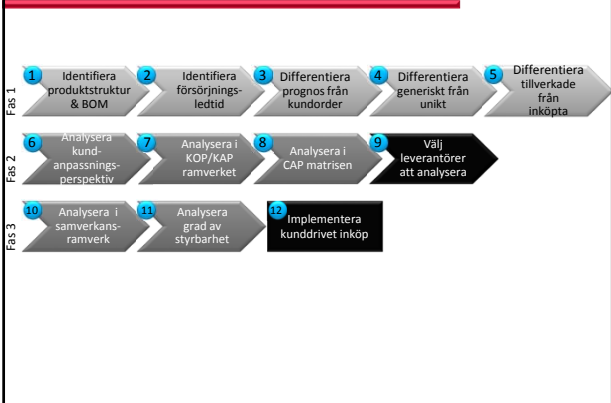 Fas 1
1
Identifiera
produktstruktur
& BOM
2
Identifiera
försörjnings-
ledtid
3
Differentiera
prognos från
kundorder
4
Differentiera
generiskt från
unikt
5
Differentiera
tillverkade
från
inköpta
Fas 2
6
Analysera
kund-
anpassnings-
perspektiv
7
Analysera i
KOP/KAP
ramverket
8
Analysera i
CAP matrisen
9
Välj
leverantörer
att analysera
Fas 3
10
Analysera i
samverkans-
ramverk
11
Analysera
grad av
styrbarhet
12
Implementera
kunddrivet inköp